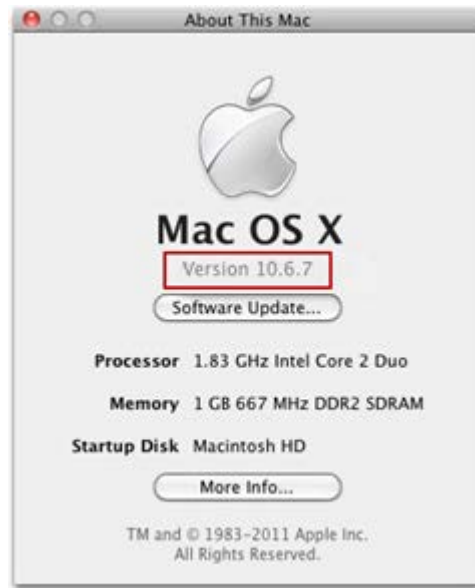 About This Mac
Mac OS X
Version 10.6.7
Software Update...
Processor 1.83 GHz Intel Core 2 Duo
Memory 1 GB 667 MHz DDR2 SDRAM
Startup Disk Macintosh HD
More Info...
TM and © 1983-2011 Apple Inc.
All Rights Reserved.